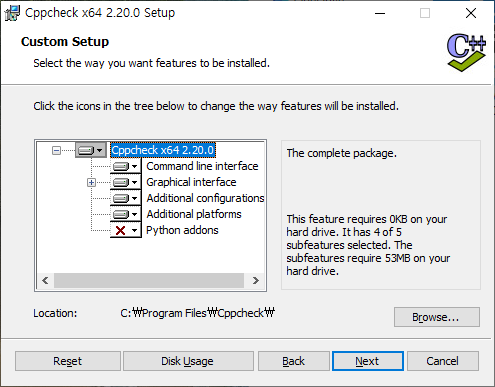 Cppcheck x64 2.20.0 Setup
Custom Setup
Select the way you want features to be installed.
C++
Click the icons in the tree below to change the way features will be installed.
Cppcheck x64 2.20.0
Command line interface
Graphical interface
Additional configurations
Additional platforms
Python addons
The complete package.
This feature requires 0KB on your
hard drive. It has 4 of 5
subfeatures selected. The
subfeatures require 53MB on your
hard drive.
Location:
C:₩Program Files₩Cppcheck₩
Browse...
Reset
Disk Usage
Back
Next
Cancel